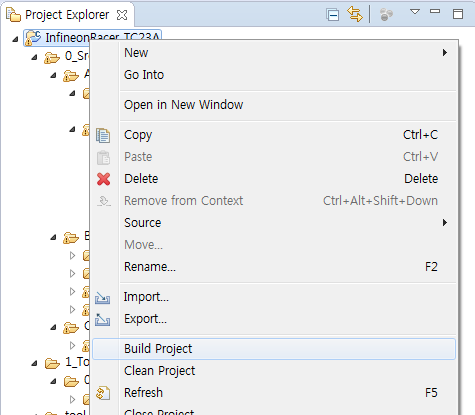 Project Explorer
InfineonRacer_TC23A
0_Sr
New
A
Go Into
Open in New Window
Copy Ctrl+C
Paste Ctrl+V
Delete Delete
Remove from Context Ctrl+Alt+Shift+Down
Source
B
Move...
Rename... F2
Import...
Export...
C
Build Project
1_To
Clean Project
0
Refresh F5
tool
Close Project